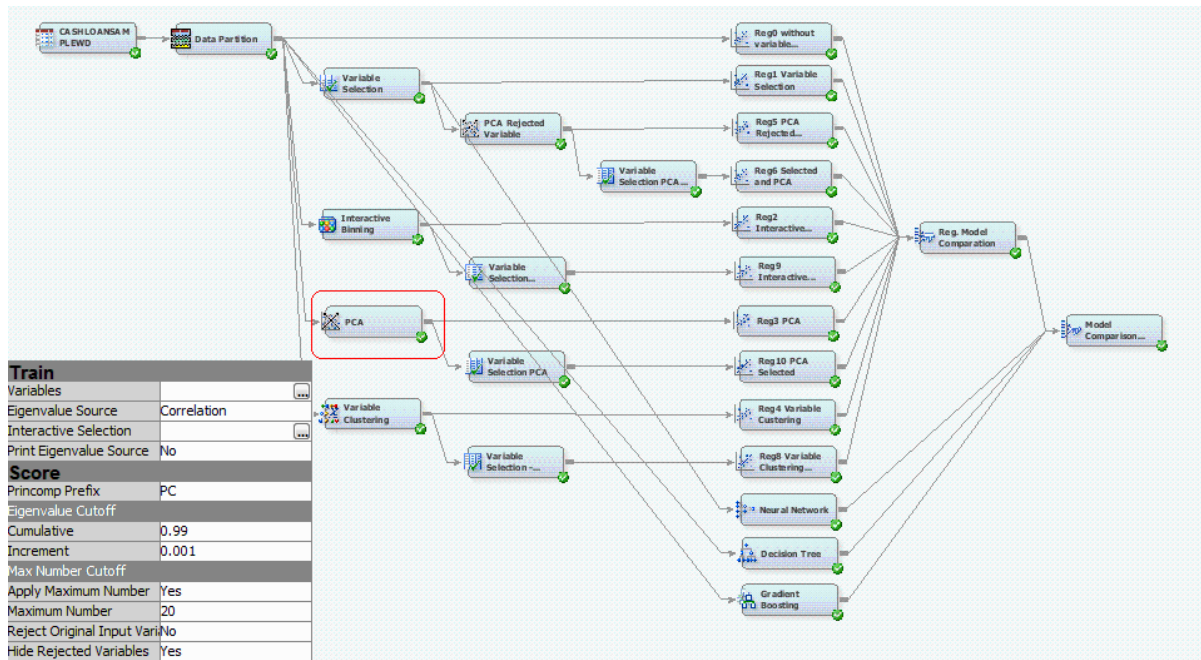 CASHLOANSAM
PLEWD
Data Partition
Reg0 without
variable...
Variable
Selection
Reg1 Variable
Selection
PCA Rejected
Variable
Reg5 PCA
Rejected...
Variable
Selection PCA...
Reg6 Selected
and PCA
Interactive
Binning
Reg2
Interactive...
Reg. Model
Comparation
Variable
Selection...
Reg9
Interactive...
PCA
Reg3 PCA
Model
Comparison...
Variable
Selection PCA
Reg10 PCA
Selected
Variable
Clustering
Reg4 Variable
Custering
Variable
Selection -...
Reg8 Variable
Clustering...
Neural Network
Decision Tree
Gradient
Boosting
Train
Variables ...
Eigenvalue Source Correlation
Interactive Selection ...
Print Eigenvalue Source No
Score
Princomp Prefix PC
Eigenvalue Cutoff
Cumulative 0.99
Increment 0.001
Max Number Cutoff
Apply Maximum Number Yes
Maximum Number 20
Reject Original Input Vari No
Hide Rejected Variables Yes